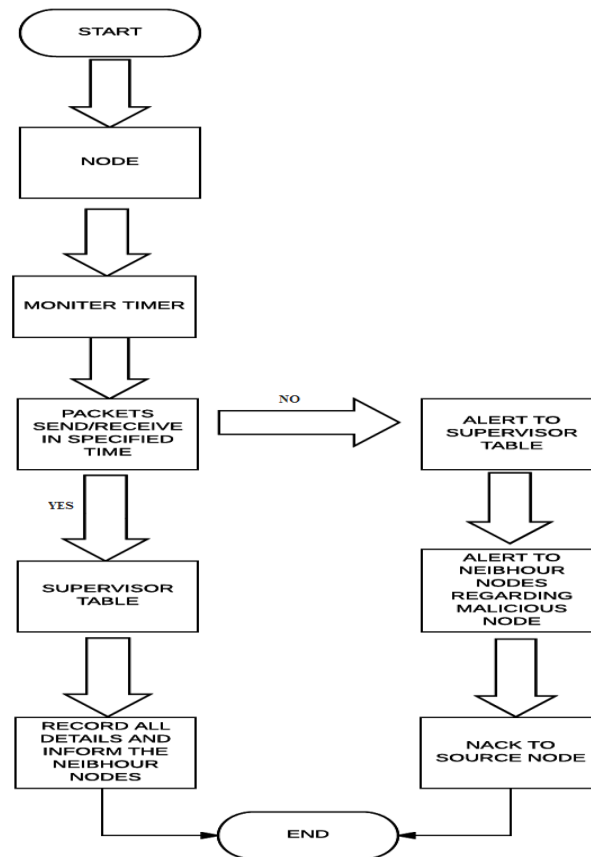 START
NODE
MONITER TIMER
PACKETS
SEND/RECEIVE
IN SPECIFIED
TIME
NO
ALERT TO
SUPERVISOR
TABLE
YES
SUPERVISOR
TABLE
ALERT TO
NEIBHOUR
NODES
REGARDING
MALICIOUS
NODE
RECORD ALL
DETAILS AND
INFORM THE
NEIBHOUR
NODES
NACK TO
SOURCE NODE
END